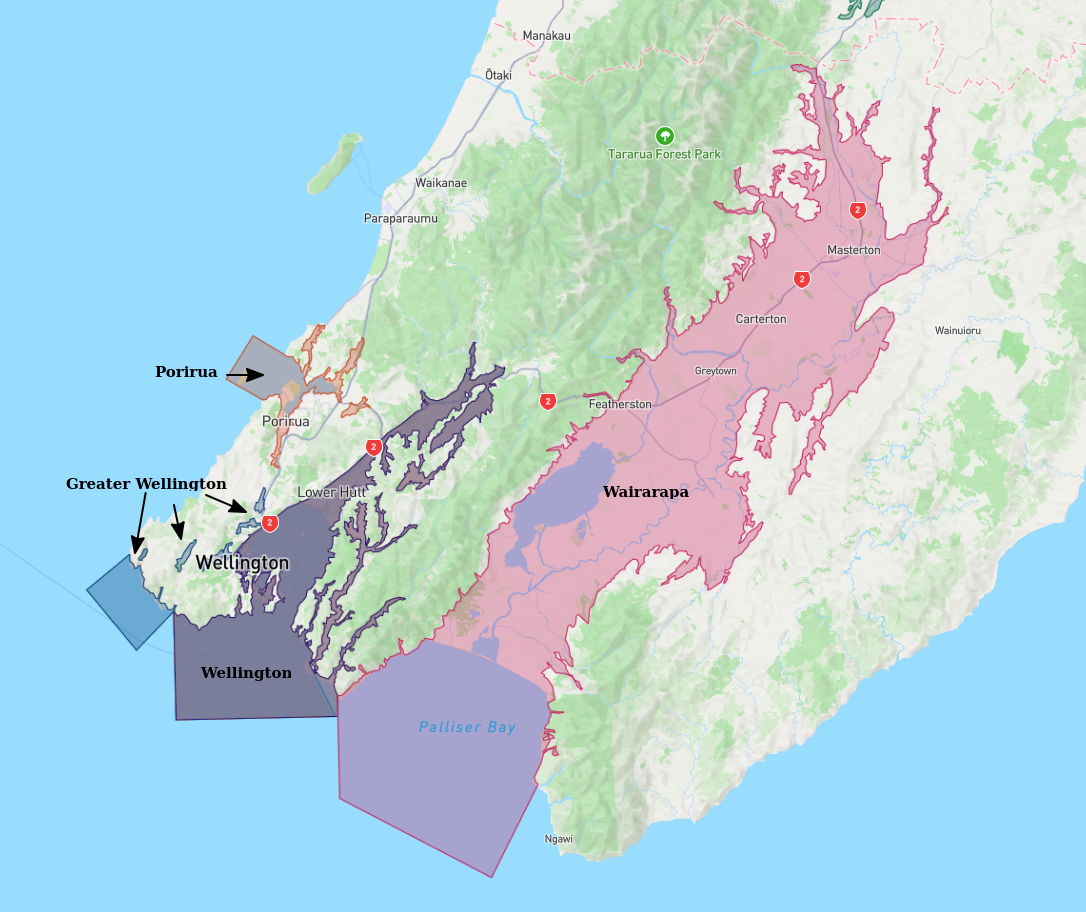 Manakau
Ōtaki
Tararua Forest Park
Waikanae
2
Paraparaumu
Masterton
2
Carterton
Wainuioru
Porirua
Greytown
2
Featherston
Porirua
2
Greater Wellington
Lower Hutt
Wairarapa
2
Wellington
Wellington
Palliser Bay
Ngawi